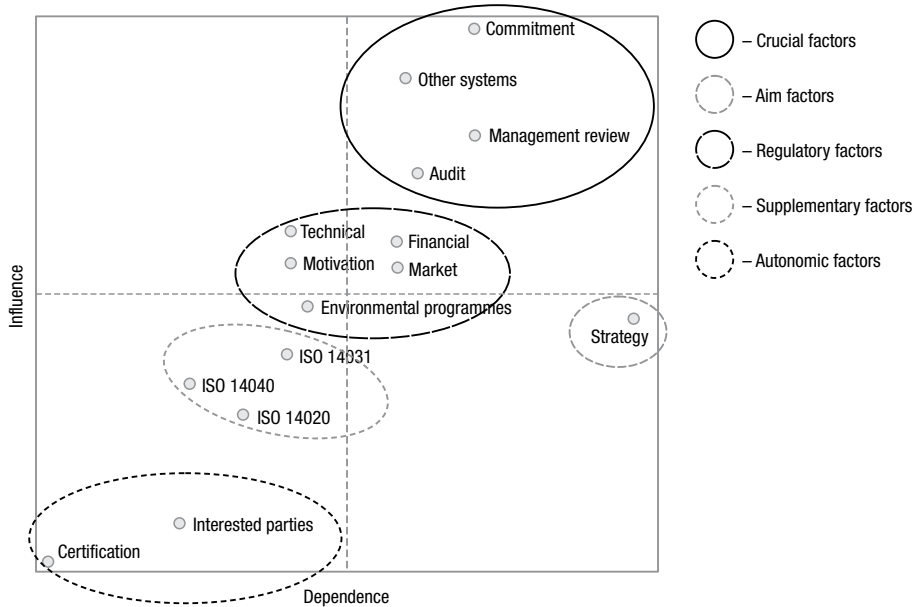 Commitment
Other systems
Management review
Audit
Technical
Financial
Motivation
Market
Environmental programmes
Strategy
ISO 14031
ISO 14040
ISO 14020
Interested parties
Certification
Influence
Dependence
– Crucial factors
– Aim factors
– Regulatory factors
– Supplementary factors
– Autonomic factors